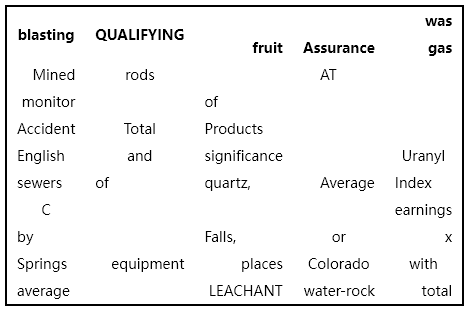 blasting QUALIFYING fruit Assurance was gas
Mined rods AT
monitor of
Accident Total Products
English and significance Uranyl
sewers of quartz, Average Index
C earnings
by Falls, or x
Springs equipment places Colorado with
average LEACHANT water-rock total